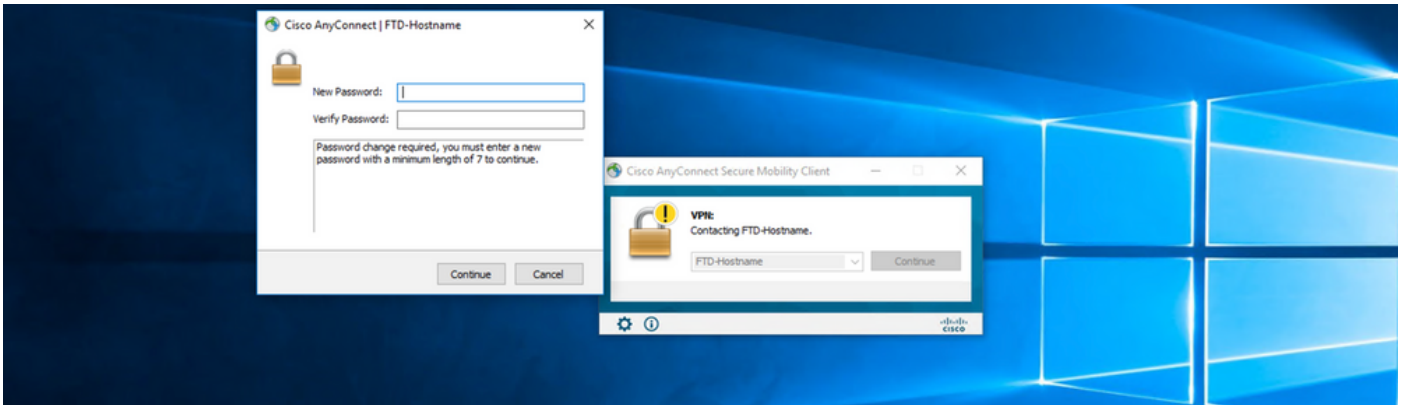 Cisco AnyConnect | FTD-Hostname
New Password:
Verify Password:
Password change required, you must enter a new
password with a minimum length of 7 to continue.
Continue
Cancel
Cisco AnyConnect Secure Mobility Client
VPN:
Contacting FTD-Hostname.
FTD-Hostname
Continue
CISCO